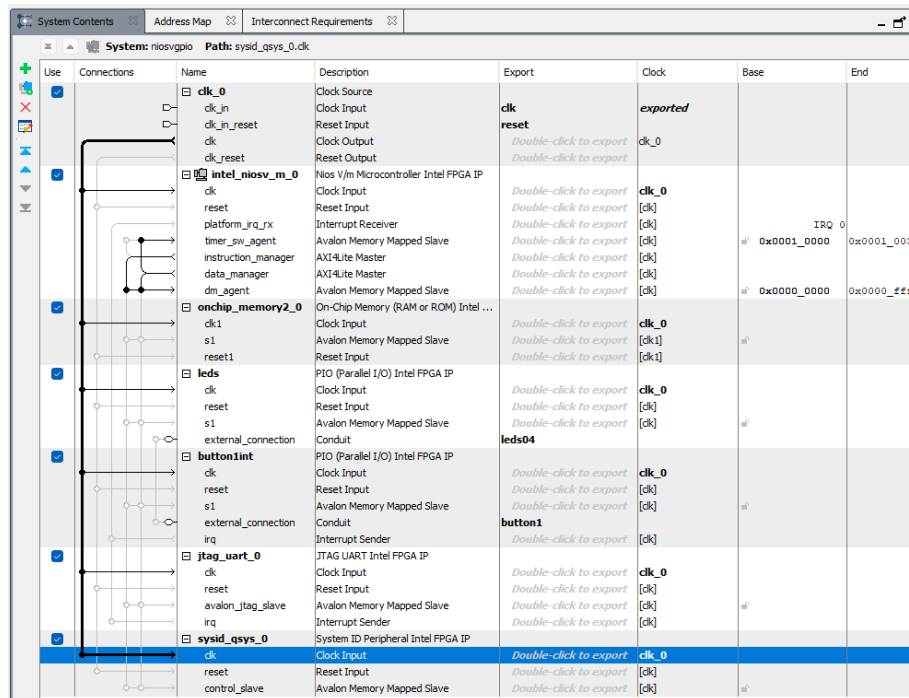 System Contents Address Map Interconnect Requirements
System: niosvgpio Path: sysid_qsys_0.clk
Use Connections Name Description Export Clock Base End
clk_0 Clock Source
clk_in Clock Input clk exported
clk_in_reset Reset Input reset
clk Clock Output Double-click to export clk_0
clk_reset Reset Output Double-click to export
intel_niosv_m_0 Nios V/m Microcontroller Intel FPGA IP
clk Clock Input Double-click to export clk_0
reset Reset Input Double-click to export [clk]
platform_irq_rx Interrupt Receiver Double-click to export [clk] IRQ 0
timer_sw_agent Avalon Memory Mapped Slave Double-click to export [clk] 0x0001_0000 0x0001_003
instruction_manager AXI4Lite Master Double-click to export [clk]
data_manager AXI4Lite Master Double-click to export [clk]
dm_agent Avalon Memory Mapped Slave Double-click to export [clk] 0x0000_0000 0x0000_fff
onchip_memory2_0 On-Chip Memory (RAM or ROM) Intel ...
clk1 Clock Input Double-click to export clk_0
s1 Avalon Memory Mapped Slave Double-click to export [clk1]
reset1 Reset Input Double-click to export [clk1]
leds PIO (Parallel I/O) Intel FPGA IP
clk Clock Input Double-click to export clk_0
reset Reset Input Double-click to export [clk]
s1 Avalon Memory Mapped Slave Double-click to export [clk]
external_connection Conduit leds04
button1int PIO (Parallel I/O) Intel FPGA IP
clk Clock Input Double-click to export clk_0
reset Reset Input Double-click to export [clk]
s1 Avalon Memory Mapped Slave Double-click to export [clk]
external_connection Conduit button1
irq Interrupt Sender Double-click to export [clk]
jtag_uart_0 JTAG UART Intel FPGA IP
clk Clock Input Double-click to export clk_0
reset Reset Input Double-click to export [clk]
avalon_jtag_slave Avalon Memory Mapped Slave Double-click to export [clk]
irq Interrupt Sender Double-click to export [clk]
sysid_qsys_0 System ID Peripheral Intel FPGA IP
clk Clock Input Double-click to export clk_0
reset Reset Input Double-click to export [clk]
control_slave Avalon Memory Mapped Slave Double-click to export [clk]